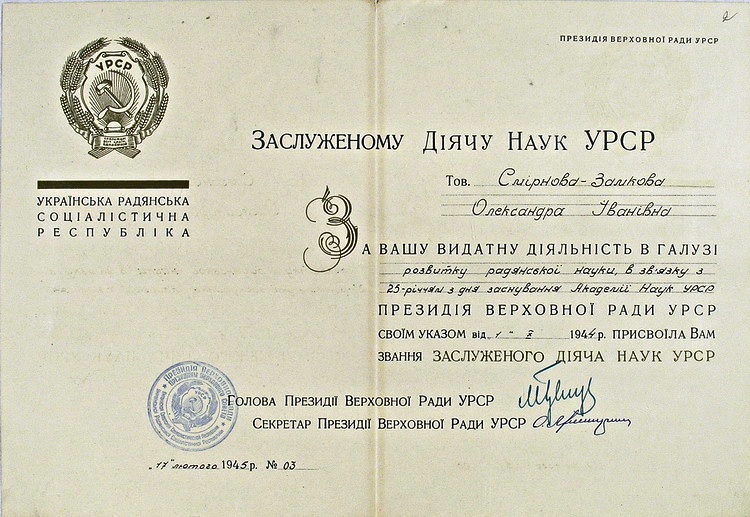 2
ПРЕЗИДІЯ ВЕРХОВНОЇ РАДИ УРСР
УРСР
УКРАЇНСЬКА РАДЯНСЬКА
СОЦІАЛІСТИЧНА
РЕСПУБЛІКА
ЗАСЛУЖЕНОМУ ДІЯЧУ НАУК УРСР
Тов. Смірнова-Замкова
Олександра Іванівна
ЗА ВАШУ ВИДАТНУ ДІЯЛЬНІСТЬ В ГАЛУЗІ
розвитку радянської науки, в зв'язку з
25-річчям з дня заснування Академії Наук УРСР
ПРЕЗИДІЯ ВЕРХОВНОЇ РАДИ УРСР
СВОЇМ УКАЗОМ від „1" II 1944 р. ПРИСВОЇЛА ВАМ
ЗВАННЯ ЗАСЛУЖЕНОГО ДІЯЧА НАУК УРСР
ГОЛОВА ПРЕЗИДІЇ ВЕРХОВНОЇ РАДИ УРСР
СЕКРЕТАР ПРЕЗИДІЇ ВЕРХОВНОЇ РАДИ УРСР
„17" лютого 1945 р. № 03